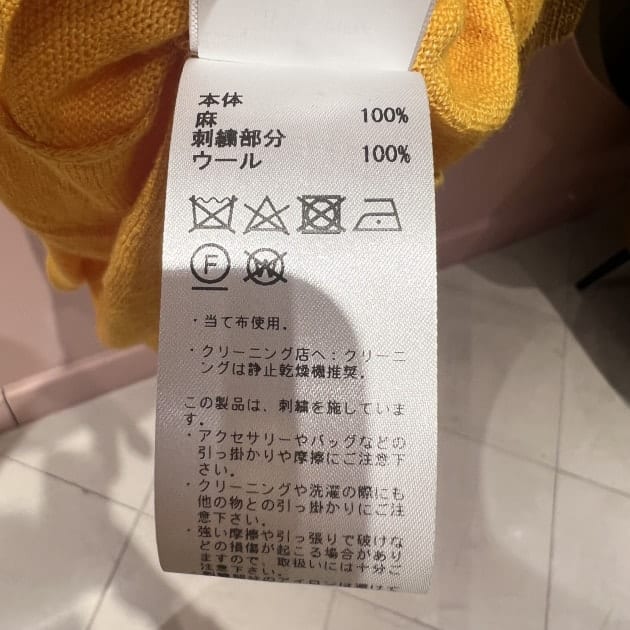 本体
麻 100%
刺繍部分
ウール 100%
F
W
・当て布使用.
・クリーニング店へ:クリーニ
ングは静止乾燥機推奨.
この製品は、刺繍を施していま
す。
・アクセサリーやバッグなどの
引っ掛かりや摩擦にご注意下
さい。
・クリーニングや洗濯の際にも
他の物との引っ掛かりにご注
意下さい。
・強い摩擦や引っ張りで破けな
どの損傷が起こる場合があり
ますので、取扱いには十分ご
注意下さい。